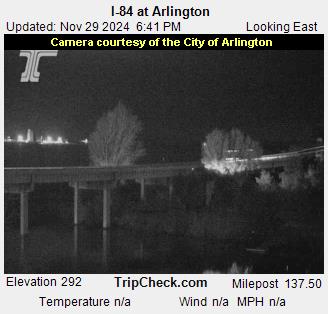 I-84 at Arlington
Updated: Nov 29 2024 6:41 PM Looking East
Camera courtesy of the City of Arlington
Elevation 292 TripCheck.com Milepost 137.50
Temperature n/a Wind n/a MPH n/a